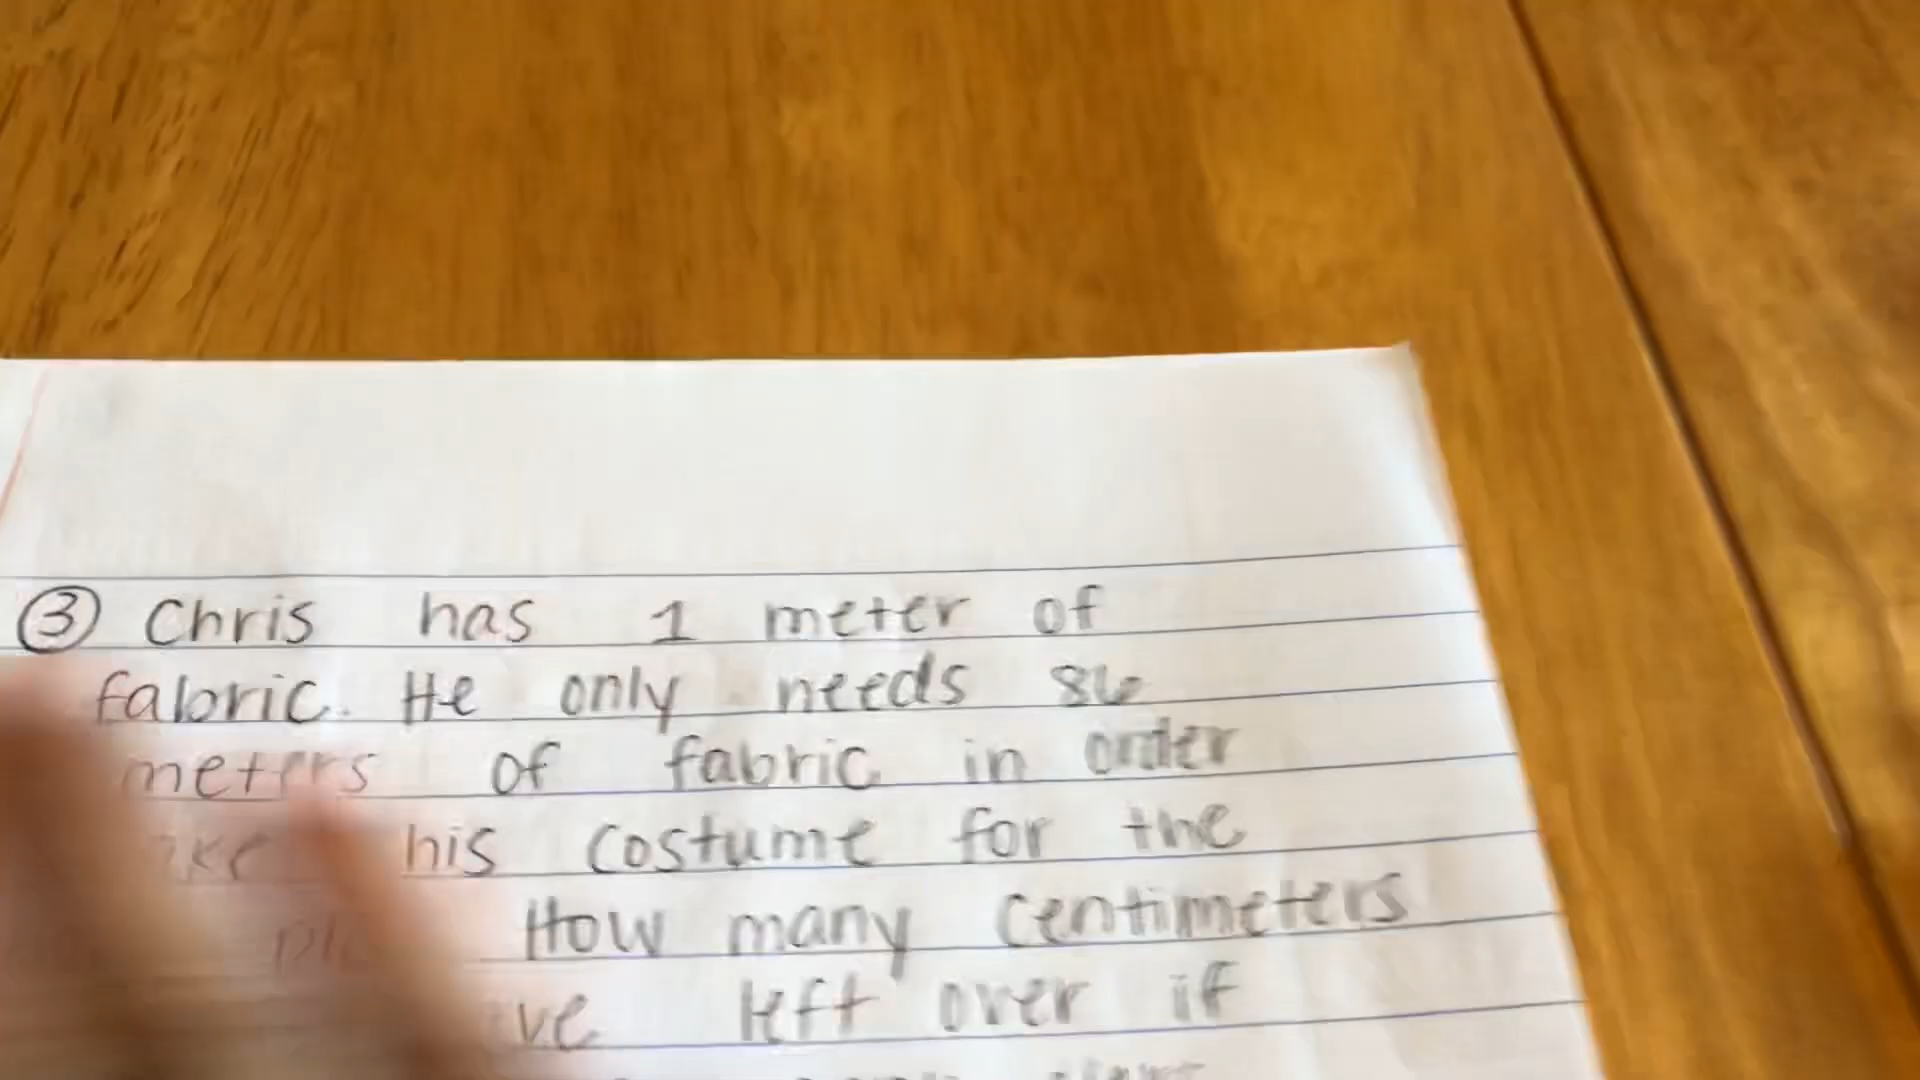 ③ Chris has 1 meter of
fabric. He only needs 86
meters of fabric in order
his costume for the
How many centimeters
left over if